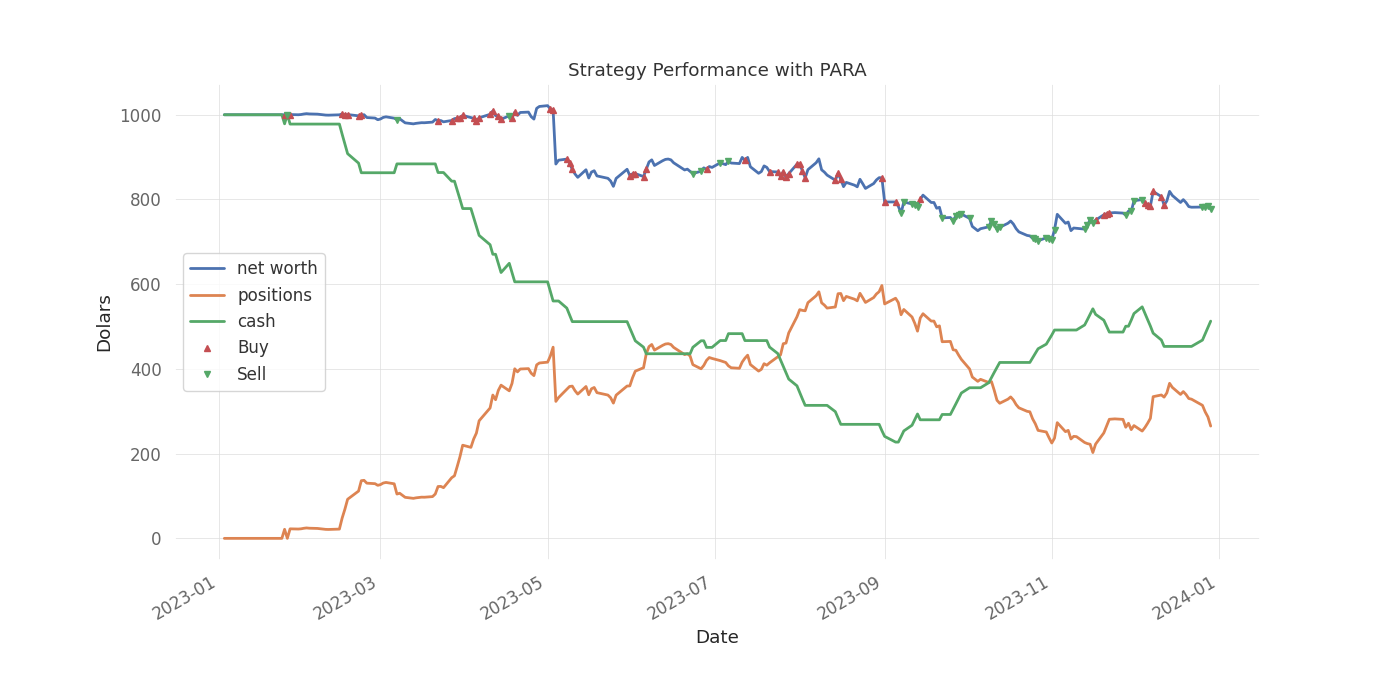 Strategy Performance with PARA
1000
800
600
400
200
0
Dolars
net worth
positions
cash
Buy
Sell
2023-01
2023-03
2023-05
2023-07
2023-09
2023-11
2024-01
Date